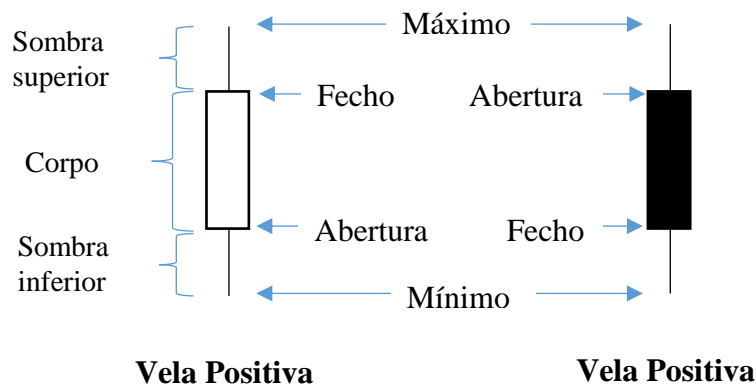 Sombra
superior
Máximo
Fecho
Abertura
Corpo
Abertura
Fecho
Sombra
inferior
Mínimo
Vela Positiva
Vela Positiva